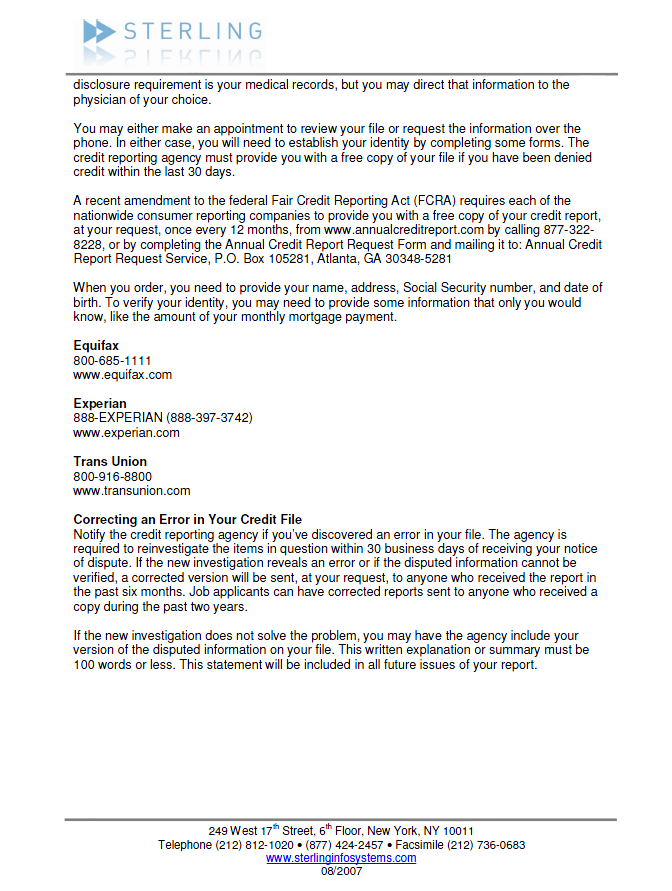 STERLING
disclosure requirement is your medical records, but you may direct that information to the
physician of your choice.
You may either make an appointment to review your file or request the information over the
phone. In either case, you will need to establish your identity by completing some forms. The
credit reporting agency must provide you with a free copy of your file if you have been denied
credit within the last 30 days.
A recent amendment to the federal Fair Credit Reporting Act (FCRA) requires each of the
nationwide consumer reporting companies to provide you with a free copy of your credit report,
at your request, once every 12 months, from www.annualcreditreport.com by calling 877-322-
8228, or by completing the Annual Credit Report Request Form and mailing it to: Annual Credit
Report Request Service, P.O. Box 105281, Atlanta, GA 30348-5281
When you order, you need to provide your name, address, Social Security number, and date of
birth. To verify your identity, you may need to provide some information that only you would
know, like the amount of your monthly mortgage payment.
Equifax
800-685-1111
www.equifax.com
Experian
888-EXPERIAN (888-397-3742)
www.experian.com
Trans Union
800-916-8800
www.transunion.com
Correcting an Error in Your Credit File
Notify the credit reporting agency if you've discovered an error in your file. The agency is
required to reinvestigate the items in question within 30 business days of receiving your notice
of dispute. If the new investigation reveals an error or if the disputed information cannot be
verified, a corrected version will be sent, at your request, to anyone who received the report in
the past six months. Job applicants can have corrected reports sent to anyone who received a
copy during the past two years.
If the new investigation does not solve the problem, you may have the agency include your
version of the disputed information on your file. This written explanation or summary must be
100 words or less. This statement will be included in all future issues of your report.
249 West 17th Street, 6th Floor, New York, NY 10011
Telephone (212) 812-1020 • (877) 424-2457 • Facsimile (212) 736-0683
www.sterlinginfosystems.com
08/2007